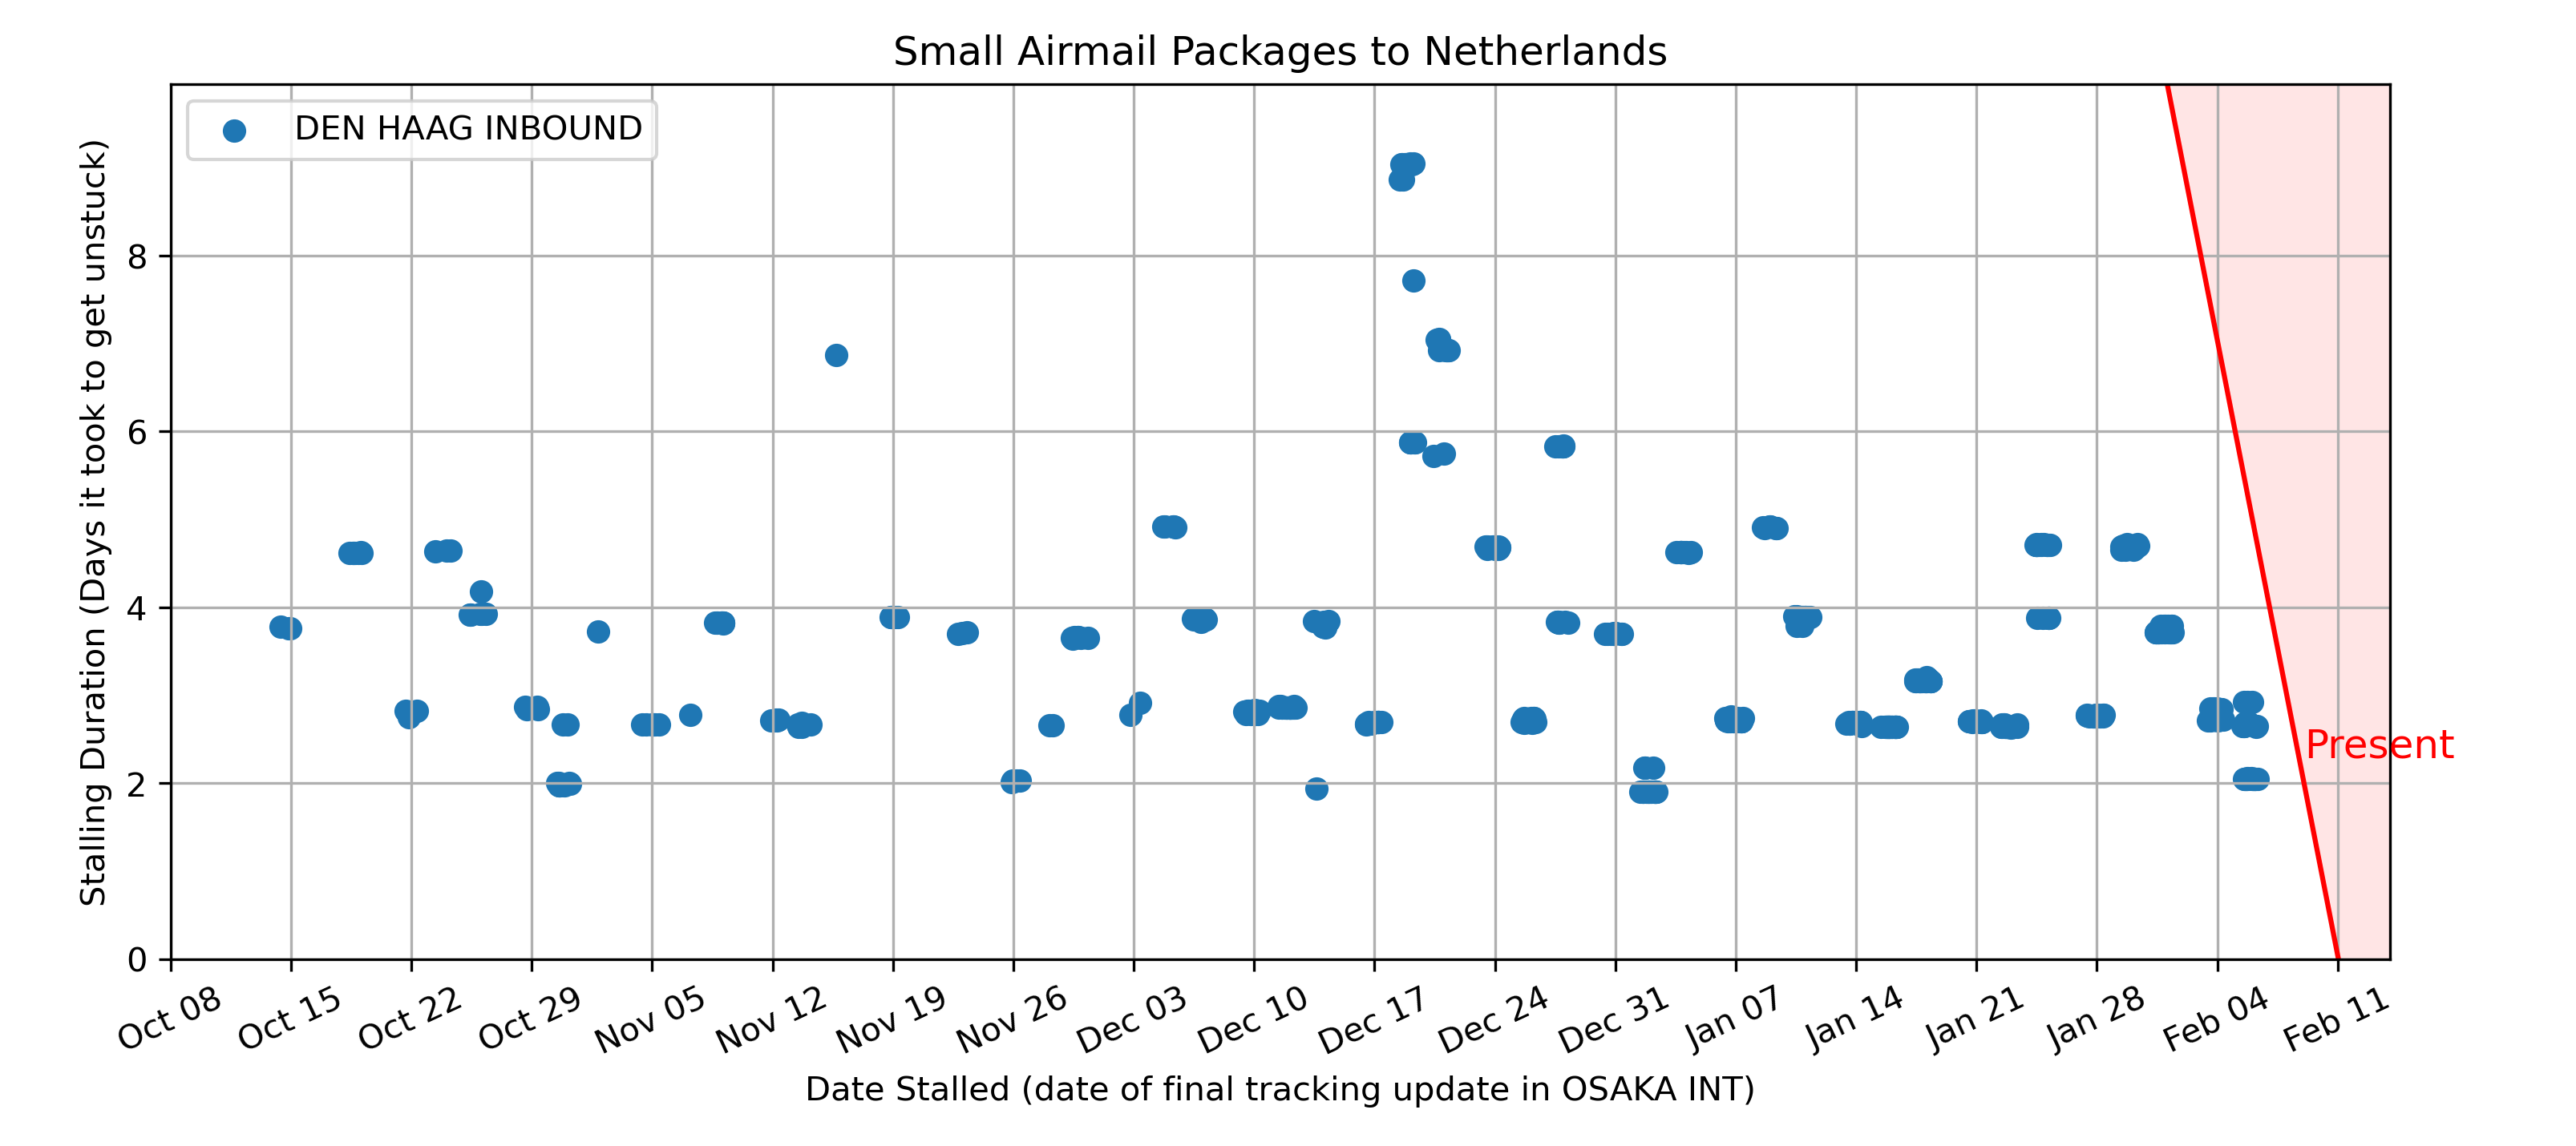 Small Airmail Packages to Netherlands
DEN HAAG INBOUND
Stalling Duration (Days it took to get unstuck)
8
6
4
2
0
Present
Oct 08
Oct 15
Oct 22
Oct 29
Nov 05
Nov 12
Nov 19
Nov 26
Dec 03
Dec 10
Dec 17
Dec 24
Dec 31
Jan 07
Jan 14
Jan 21
Jan 28
Feb 04
Feb 11
Date Stalled (date of final tracking update in OSAKA INT)